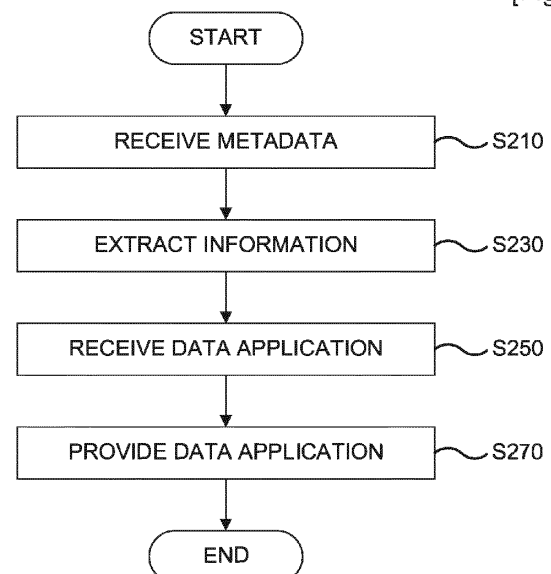 START
RECEIVE METADATA S210
EXTRACT INFORMATION S230
RECEIVE DATA APPLICATION S250
PROVIDE DATA APPLICATION S270
END